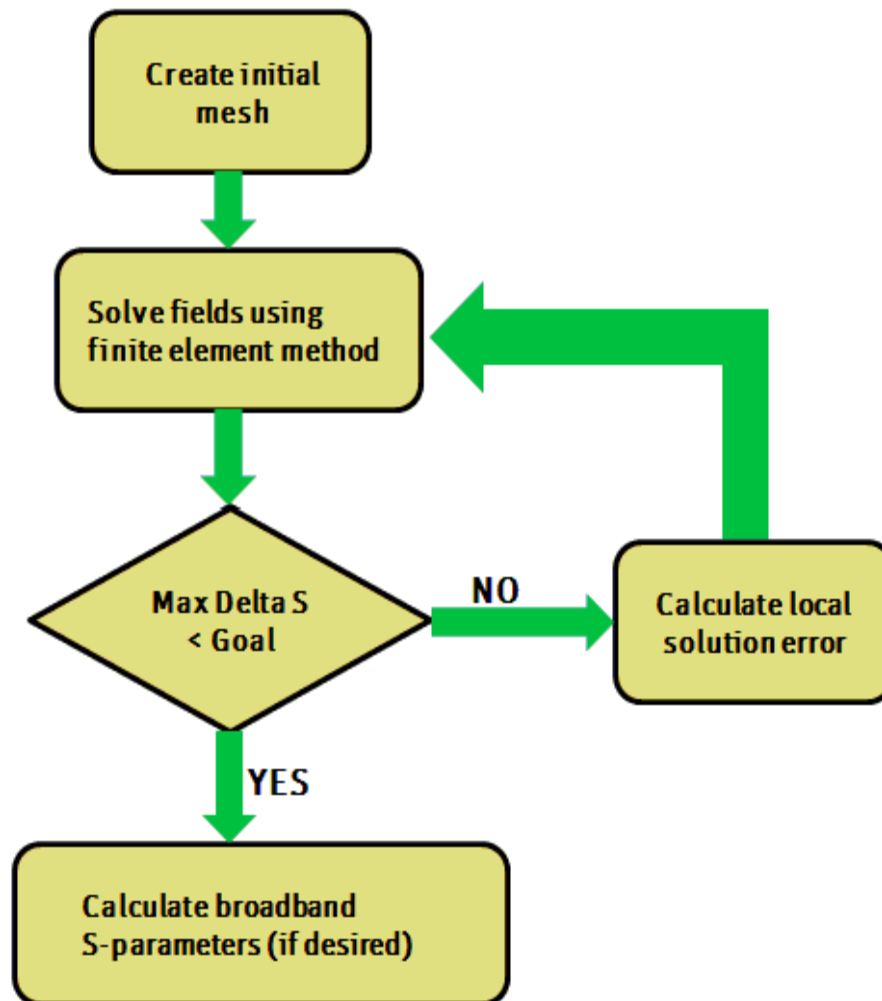 Create initial
mesh
Solve fields using
finite element method
Max Delta S
< Goal
NO
Calculate local
solution error
YES
Calculate broadband
S-parameters (if desired)